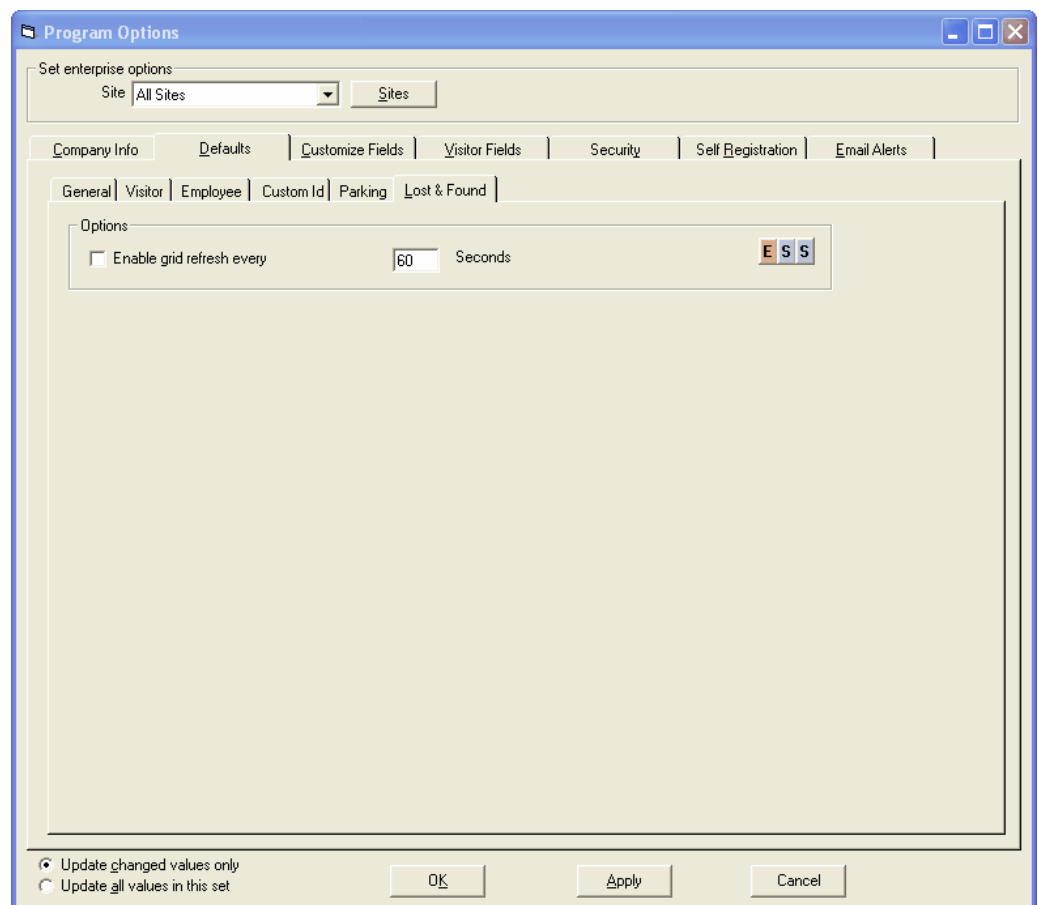 Program Options
Set enterprise options
Site All Sites Sites
Company Info Defaults Customize Fields Visitor Fields Security Self Registration Email Alerts
General Visitor Employee Custom Id Parking Lost & Found
Options
Enable grid refresh every 60 Seconds E S S
Update changed values only
Update all values in this set
OK Apply Cancel